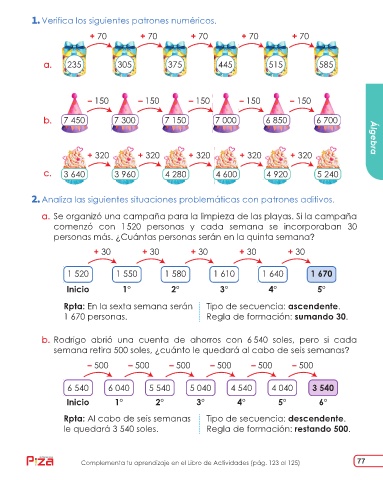 1. Verifica los siguientes patrones numéricos.
+ 70 + 70 + 70 + 70 + 70
a. 235 305 375 445 515 585
– 150 – 150 – 150 – 150 – 150
b. 7 450 7 300 7 150 7 000 6 850 6 700
+ 320 + 320 + 320 + 320 + 320
c. 3 640 3 960 4 280 4 600 4 920 5 240
Álgebra
2. Analiza las siguientes situaciones problemáticas con patrones aditivos.
a. Se organizó una campaña para la limpieza de las playas. Si la campaña
comenzó con 1 520 personas y cada semana se incorporaban 30
personas más. ¿Cuántas personas serán en la quinta semana?
+ 30 + 30 + 30 + 30 + 30
1 520 1 550 1 580 1 610 1 640 1 670
Inicio 1° 2° 3° 4° 5°
Rpta: En la sexta semana serán
1 670 personas.
Tipo de secuencia: ascendente.
Regla de formación: sumando 30.
b. Rodrigo abrió una cuenta de ahorros con 6 540 soles, pero si cada
semana retira 500 soles, ¿cuánto le quedará al cabo de seis semanas?
– 500 – 500 – 500 – 500 – 500 – 500
6 540 6 040 5 540 5 040 4 540 4 040 3 540
Inicio 1° 2° 3° 4° 5° 6°
Rpta: Al cabo de seis semanas
le quedará 3 540 soles.
Tipo de secuencia: descendente.
Regla de formación: restando 500.
Complementa tu aprendizaje en el Libro de Actividades (pág. 123 al 125)
77